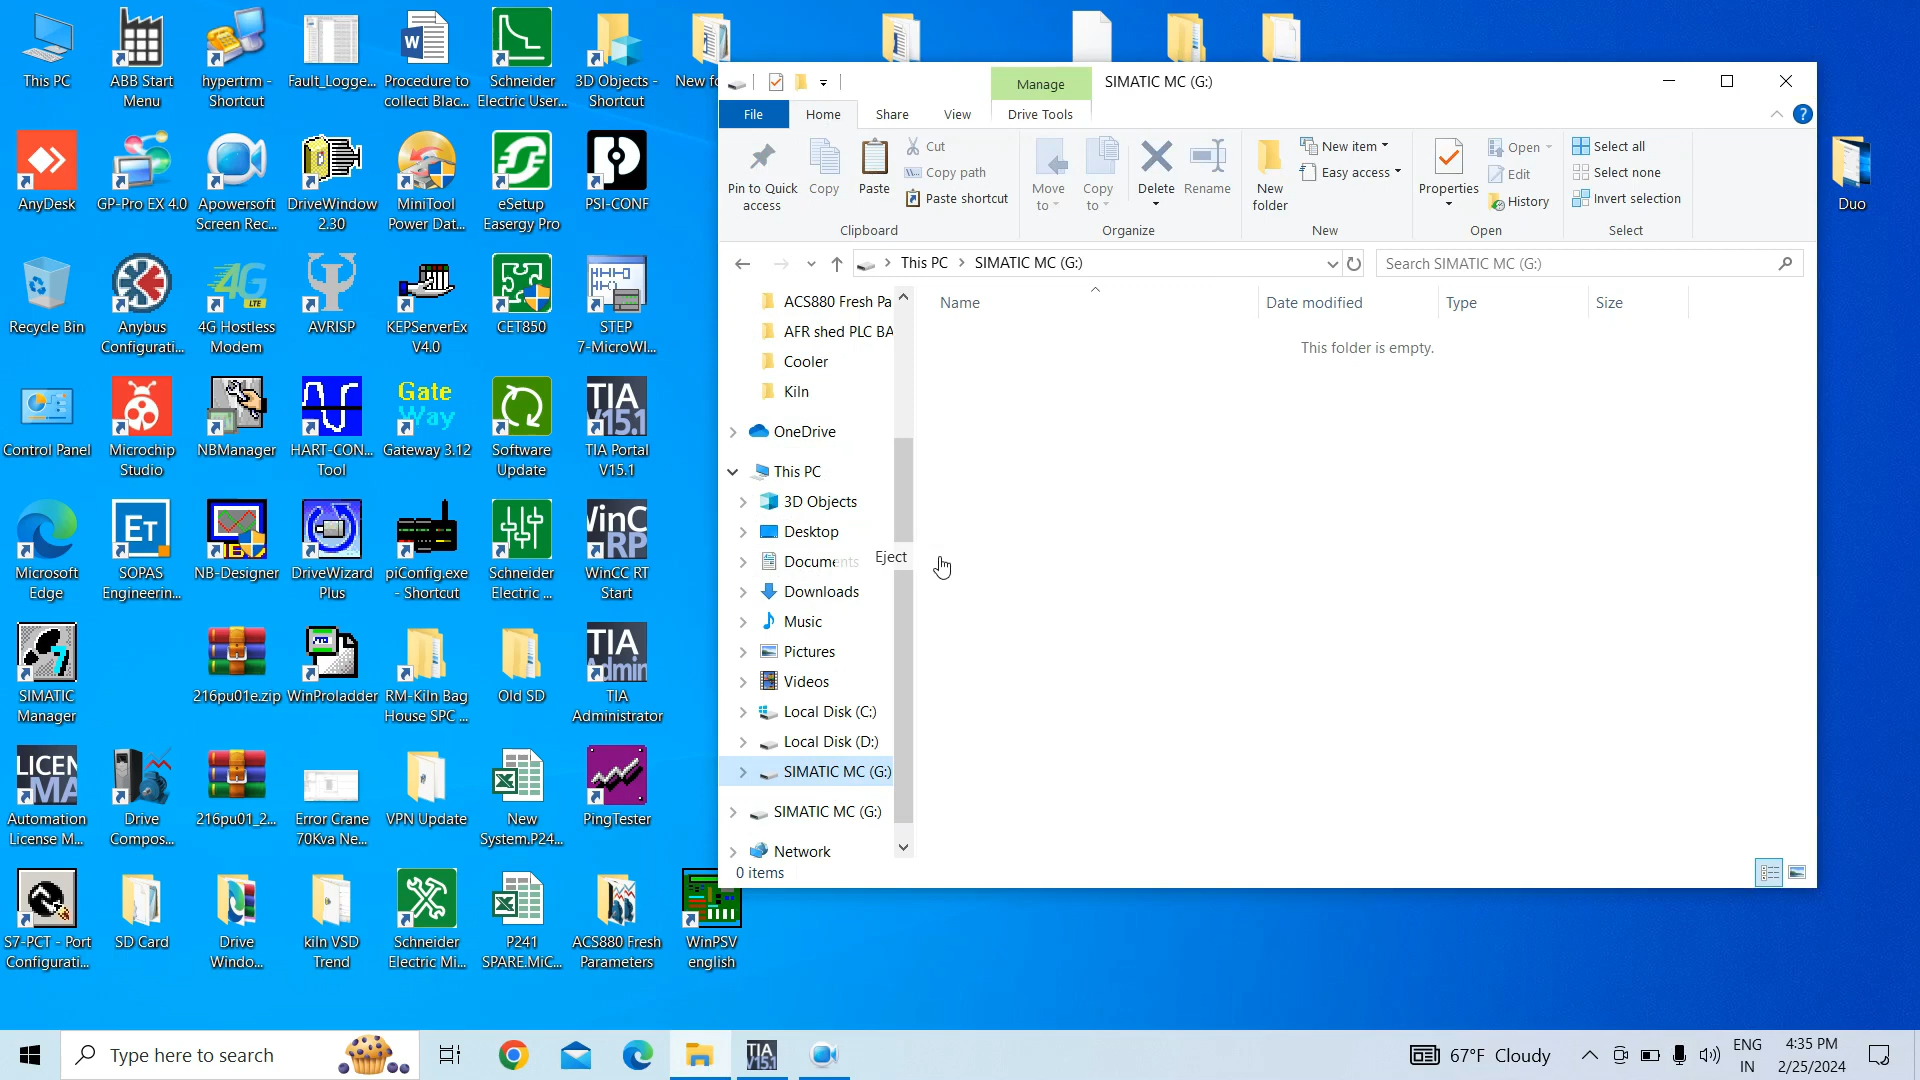 This PC
ABB Start
Menu
hypertrm -
Shortcut
Fault_Logge...
Procedure to
collect Blac...
Schneider
Electric User...
3D Objects -
Shortcut
New fo
AnyDesk
GP-Pro EX 4.0
Apowersoft
Screen Rec...
DriveWindow
2.30
MiniTool
Power Dat...
eSetup
Easergy Pro
PSI-CONF
Recycle Bin
Anybus
Configurati...
4G
LTE
4G Hostless
Modem
AVRISP
KEPServerEx
V4.0
CET850
STEP
7-MicroWI...
Control Panel
Microchip
Studio
NBManager
HART-CON...
Tool
Gate
Way
Gateway 3.12
Software
Update
TIA
V15.1
TIA Portal
V15.1
Microsoft
Edge
ET
SOPAS
Engineerin...
NB-Designer
DriveWizard
Plus
piConfig.exe
- Shortcut
Schneider
Electric ...
WinCC RT
Start
SIMATIC
Manager
216pu01e.zip
WinProladder
RM-Kiln Bag
House SPC ...
Old SD
TIA
Admin
TIA
Administrator
Automation
License M...
Drive
Compos...
216pu01_2...
Error Crane
70Kva Ne...
VPN Update
New
System.P24...
PingTester
S7-PCT - Port
Configurati...
SD Card
Drive
Windo...
kiln VSD
Trend
Schneider
Electric Mi...
P241
SPARE.MiC...
ACS880 Fresh
Parameters
WinPSV
english
Duo
Manage
SIMATIC MC (G:)
File
Home
Share
View
Drive Tools
Pin to Quick
access
Copy
Paste
Cut
Copy path
Paste shortcut
Clipboard
Move
to
Copy
to
Delete
Rename
Organize
New
folder
New item
Easy access
New
Properties
Open
Edit
History
Open
Select all
Select none
Invert selection
Select
This PC
SIMATIC MC (G:)
Search SIMATIC MC (G:)
Name
Date modified
Type
Size
This folder is empty.
ACS880 Fresh Pa
AFR shed PLC BA
Cooler
Kiln
OneDrive
This PC
3D Objects
Desktop
Documents
Eject
Downloads
Music
Pictures
Videos
Local Disk (C:)
Local Disk (D:)
SIMATIC MC (G:)
SIMATIC MC (G:)
Network
0 items
Type here to search
TIA
V15.1
67°F Cloudy
ENG
IN
4:35 PM
2/25/2024